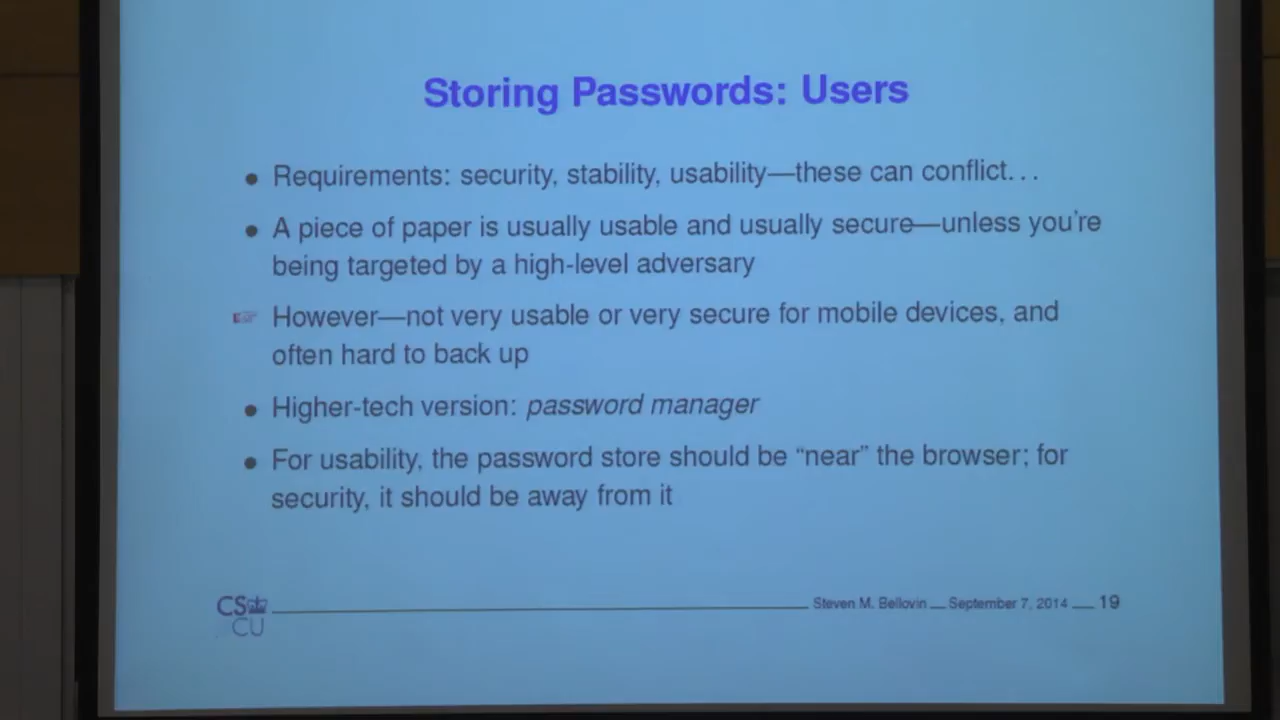 Storing Passwords: Users
• Requirements: security, stability, usability—these can conflict...
• A piece of paper is usually usable and usually secure—unless you're
being targeted by a high-level adversary
☞ However—not very usable or very secure for mobile devices, and
often hard to back up
• Higher-tech version: password manager
• For usability, the password store should be “near” the browser; for
security, it should be away from it
CS
CU
Steven M. Bellovin — September 7, 2014 — 19